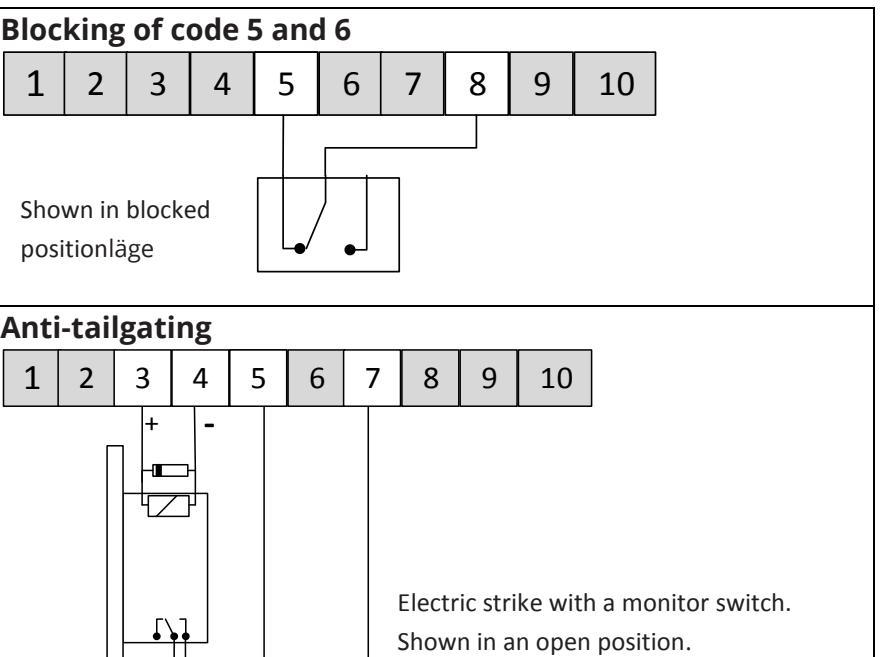 Blocking of code 5 and 6
1 2 3 4 5 6 7 8 9 10
Shown in blocked
positionläge
Anti-tailgating
1 2 3 4 5 6 7 8 9 10
+ -
Electric strike with a monitor switch.
Shown in an open position.